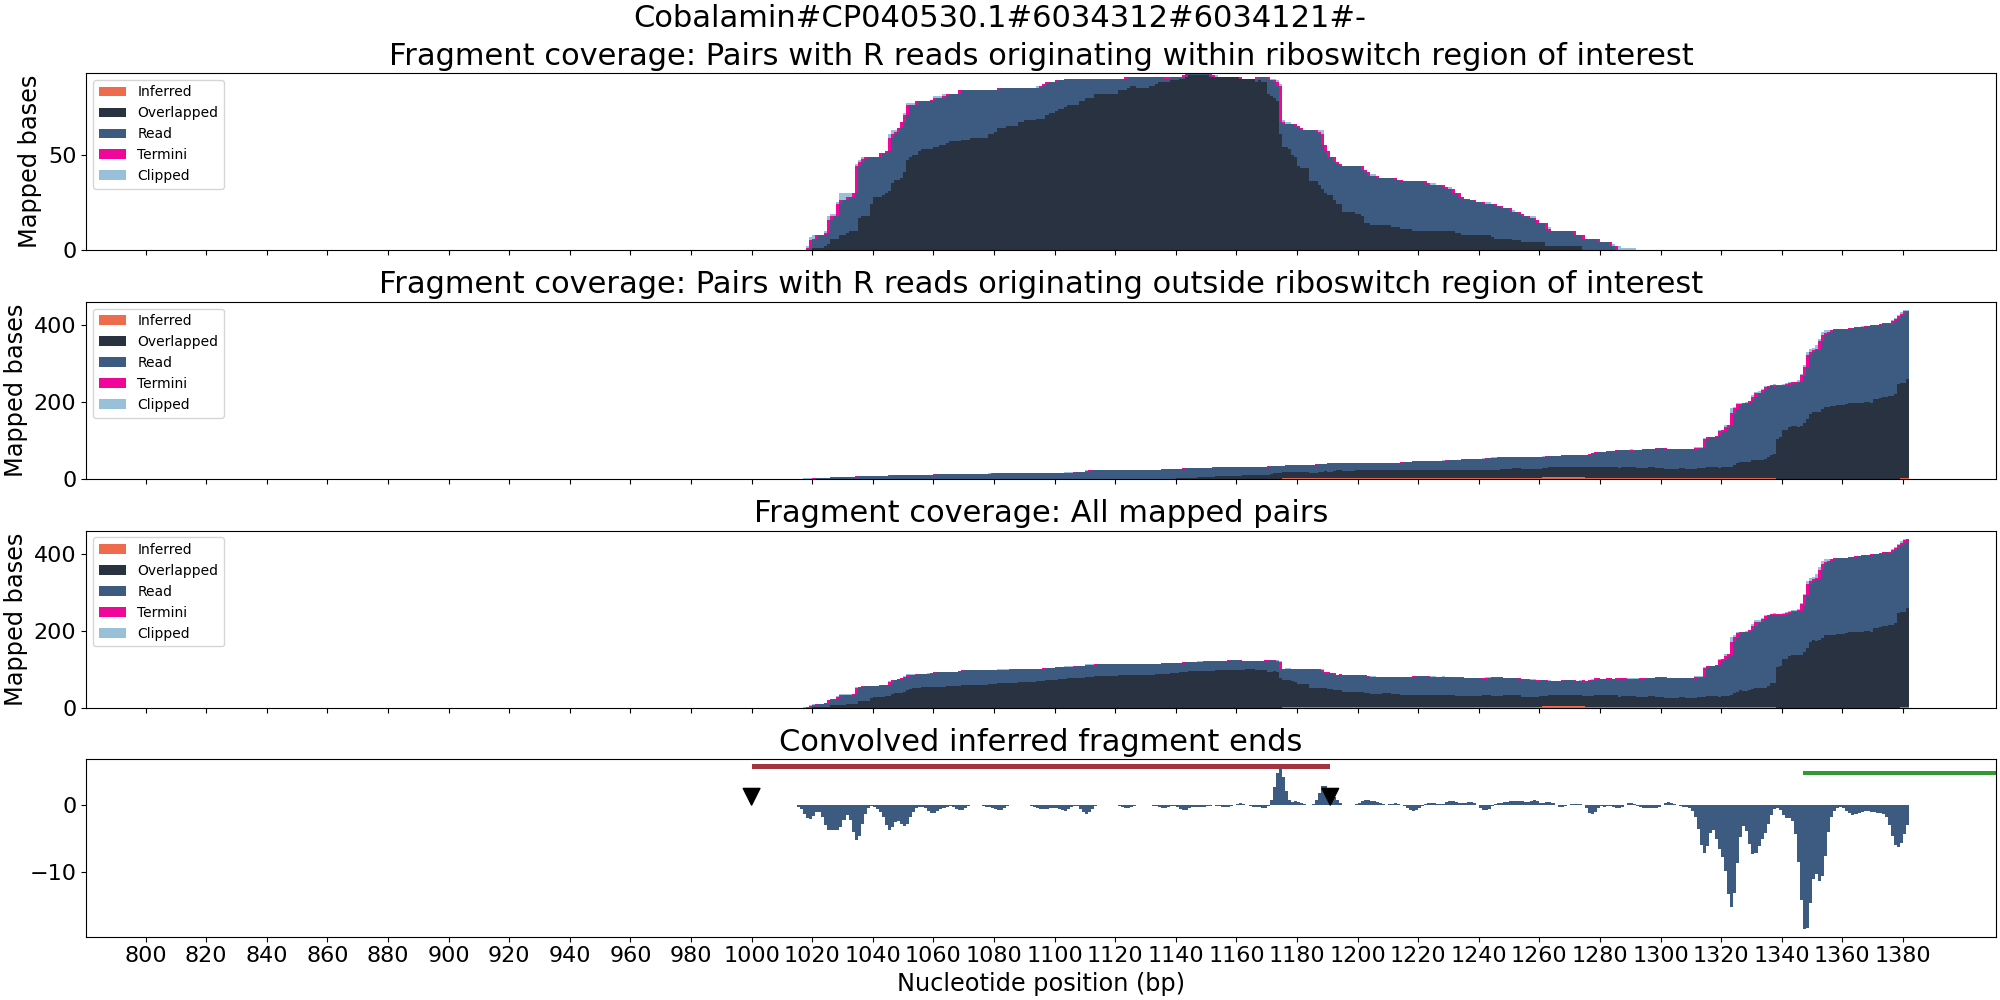 Cobalamin#CP040530.1#6034312#6034121#-
Fragment coverage: Pairs with R reads originating within riboswitch region of interest
Mapped bases
50
0
Inferred
Overlapped
Read
Termini
Clipped
Fragment coverage: Pairs with R reads originating outside riboswitch region of interest
Mapped bases
400
200
0
Inferred
Overlapped
Read
Termini
Clipped
Fragment coverage: All mapped pairs
Mapped bases
400
200
0
Inferred
Overlapped
Read
Termini
Clipped
Convolved inferred fragment ends
0
−10
800 820 840 860 880 900 920 940 960 980 1000 1020 1040 1060 1080 1100 1120 1140 1160 1180 1200 1220 1240 1260 1280 1300 1320 1340 1360 1380
Nucleotide position (bp)